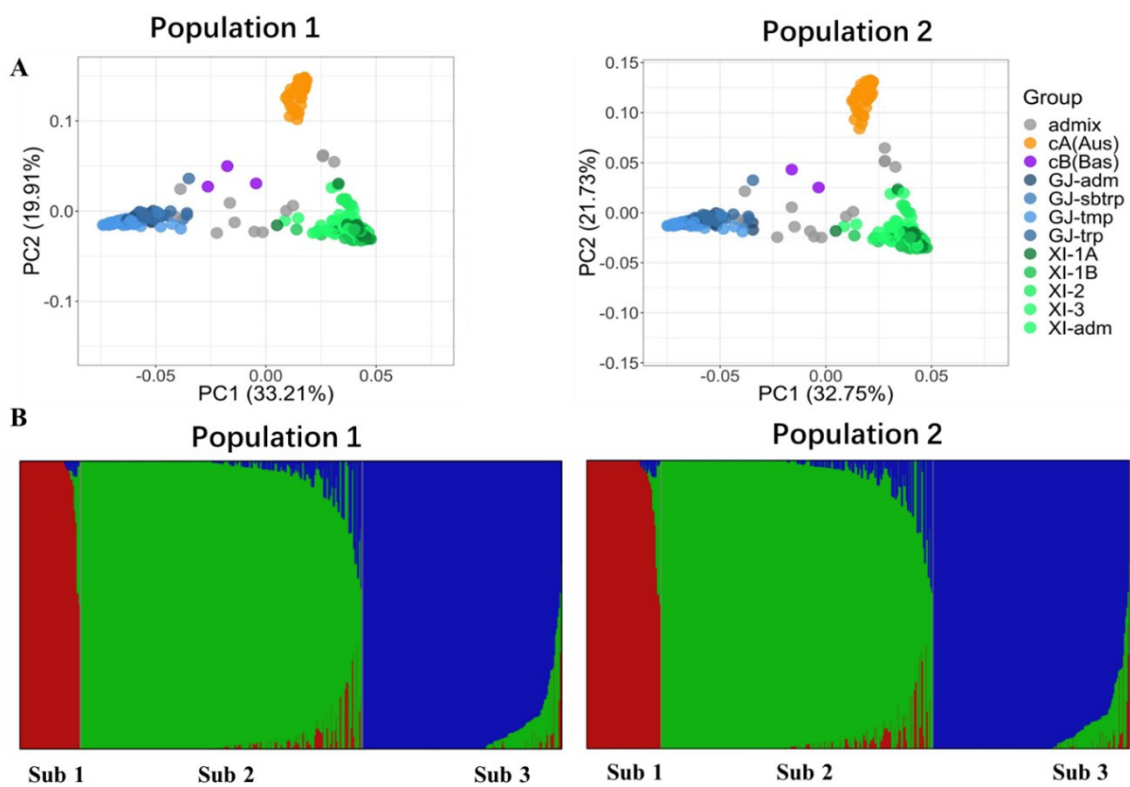 Population 1
Population 2
A
0.1
0.0
-0.1
PC2 (19.91%)
-0.05
0.00
0.05
PC1 (33.21%)
0.15
0.10
0.05
0.00
-0.05
-0.10
-0.15
PC2 (21.73%)
-0.05
0.00
0.05
PC1 (32.75%)
Group
admix
cA(Aus)
cB(Bas)
GJ-adm
GJ-sbtrp
GJ-tmp
GJ-trp
XI-1A
XI-1B
XI-2
XI-3
XI-adm
B
Population 1
Population 2
Sub 1
Sub 2
Sub 3
Sub 1
Sub 2
Sub 3